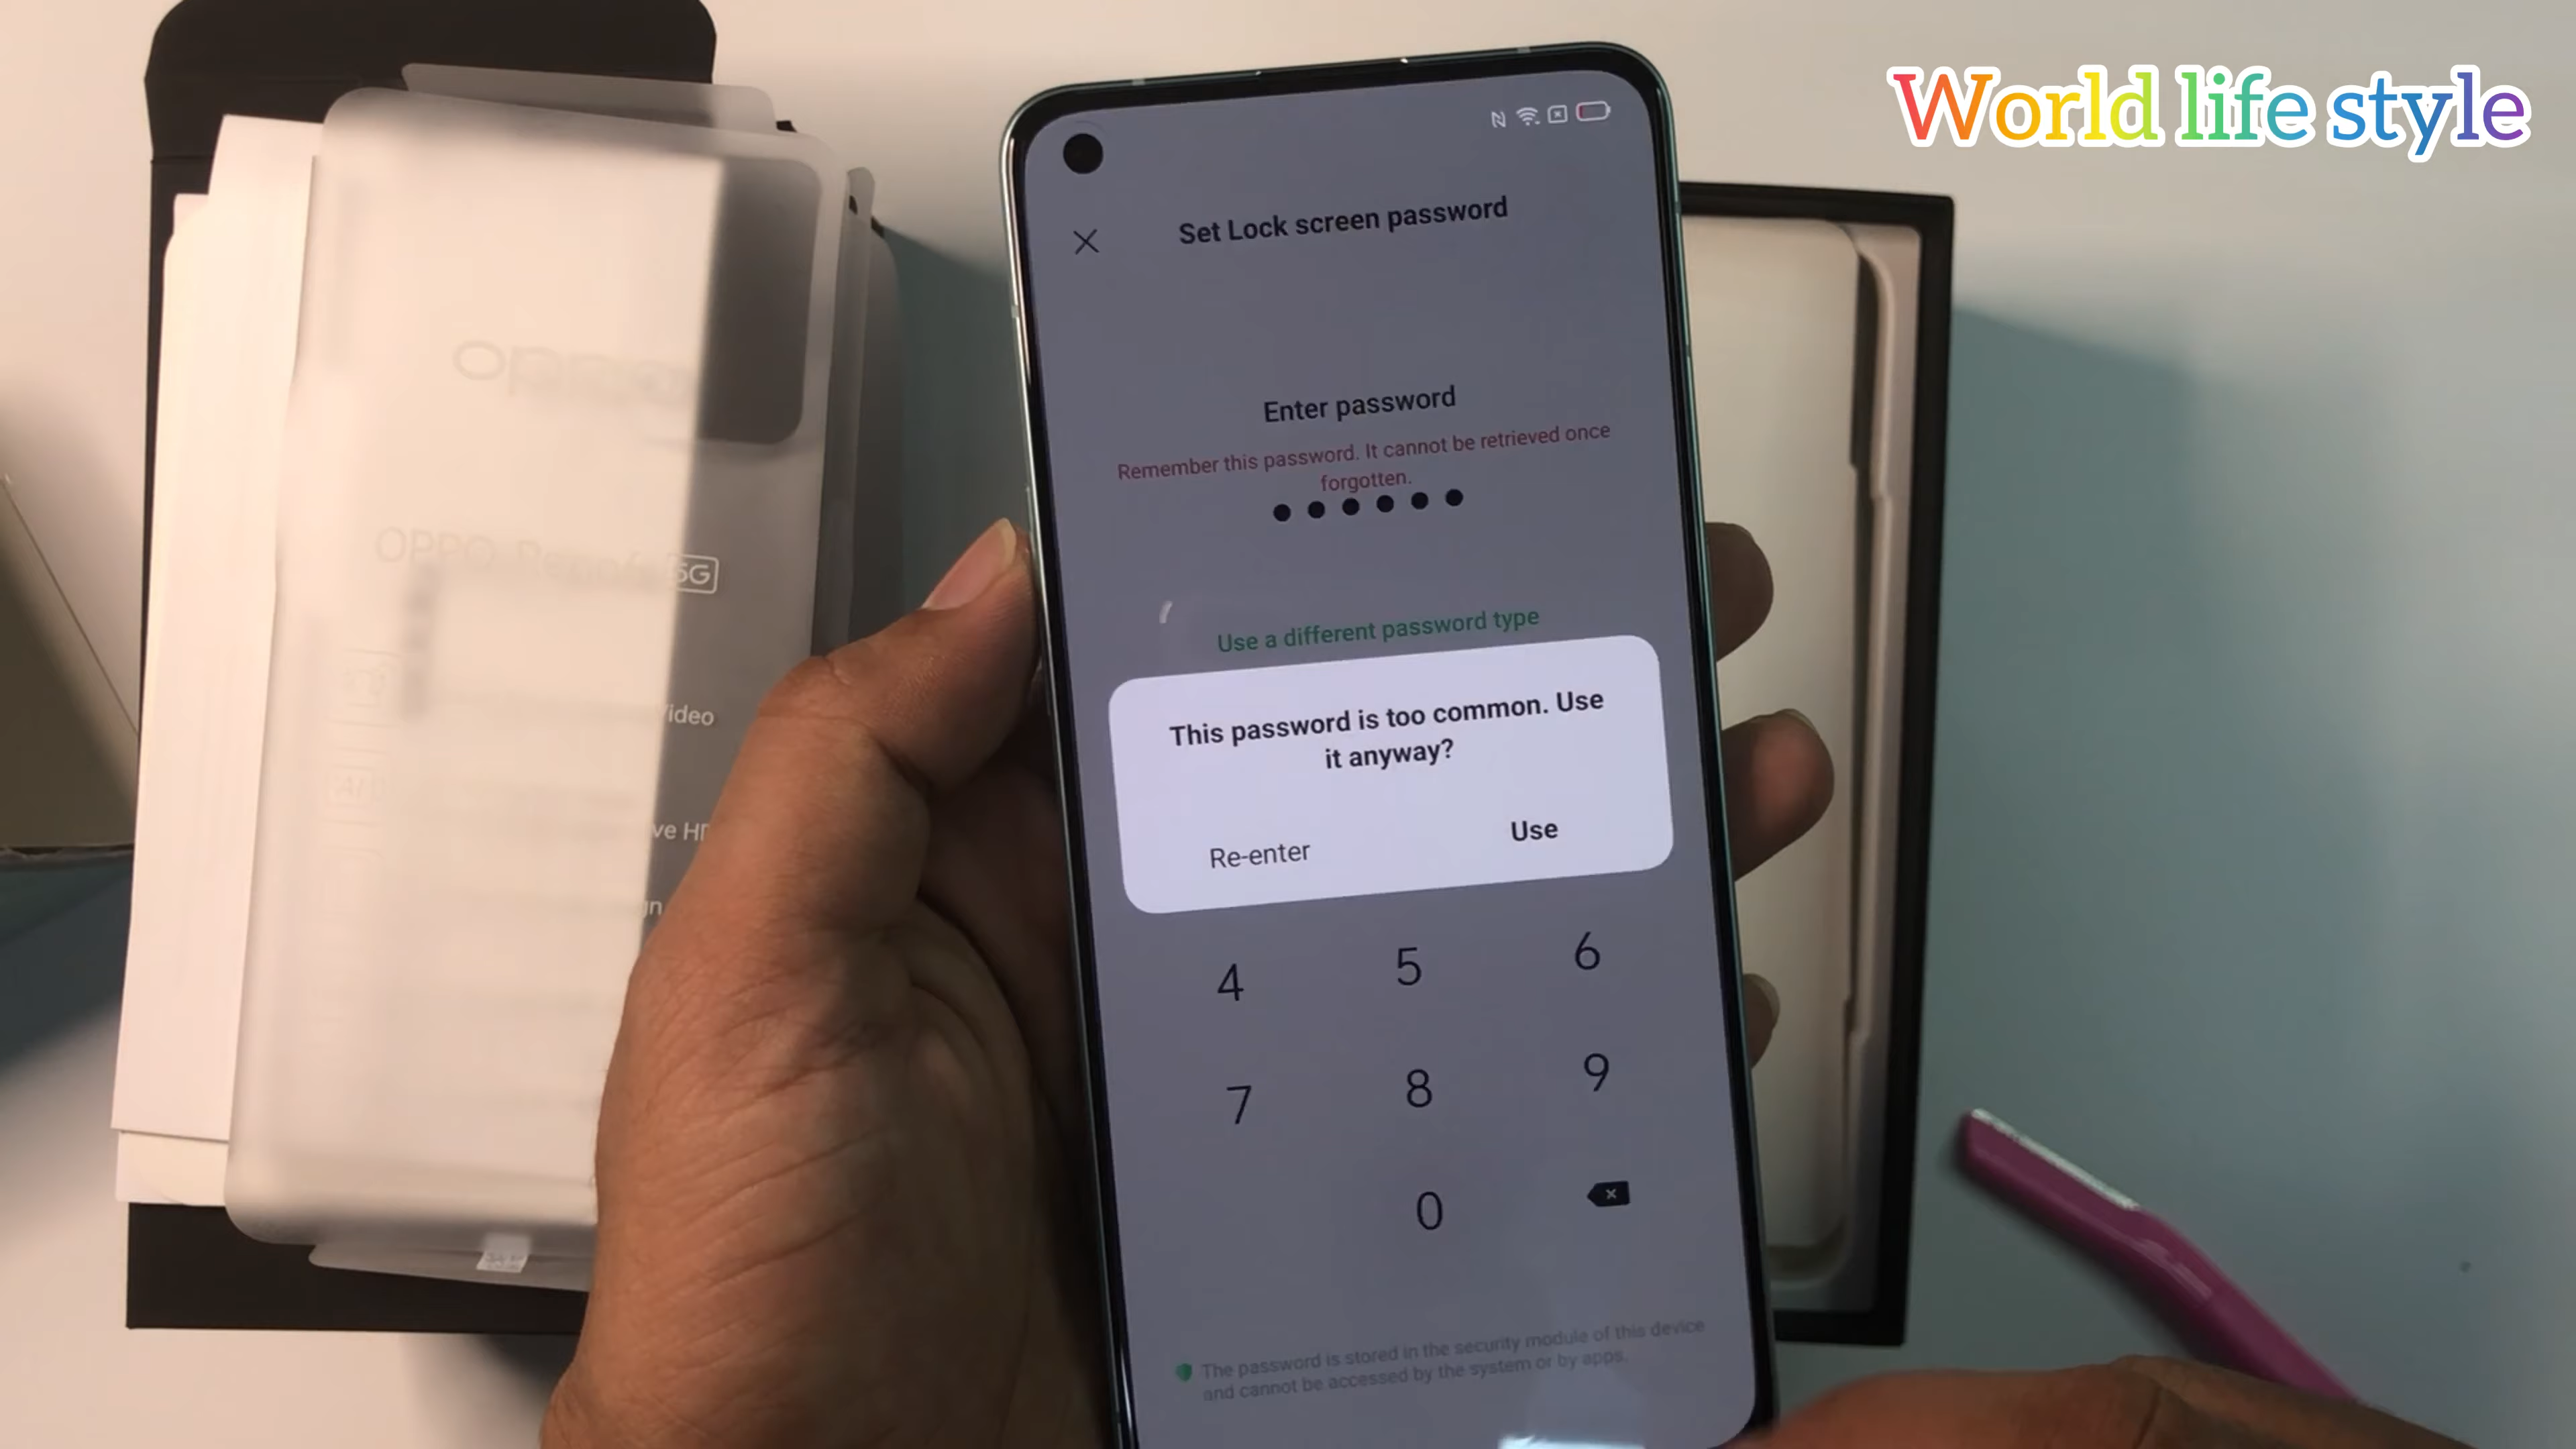 World life style
Set Lock screen password
Enter password
Remember this password. It cannot be retrieved once
forgotten.
Use a different password type
This password is too common. Use
it anyway?
Re-enter
Use
4 5 6
7 8 9
0
The password is stored in the security module of this device
and cannot be accessed by the system or by apps.
oppo
OPPO 5G